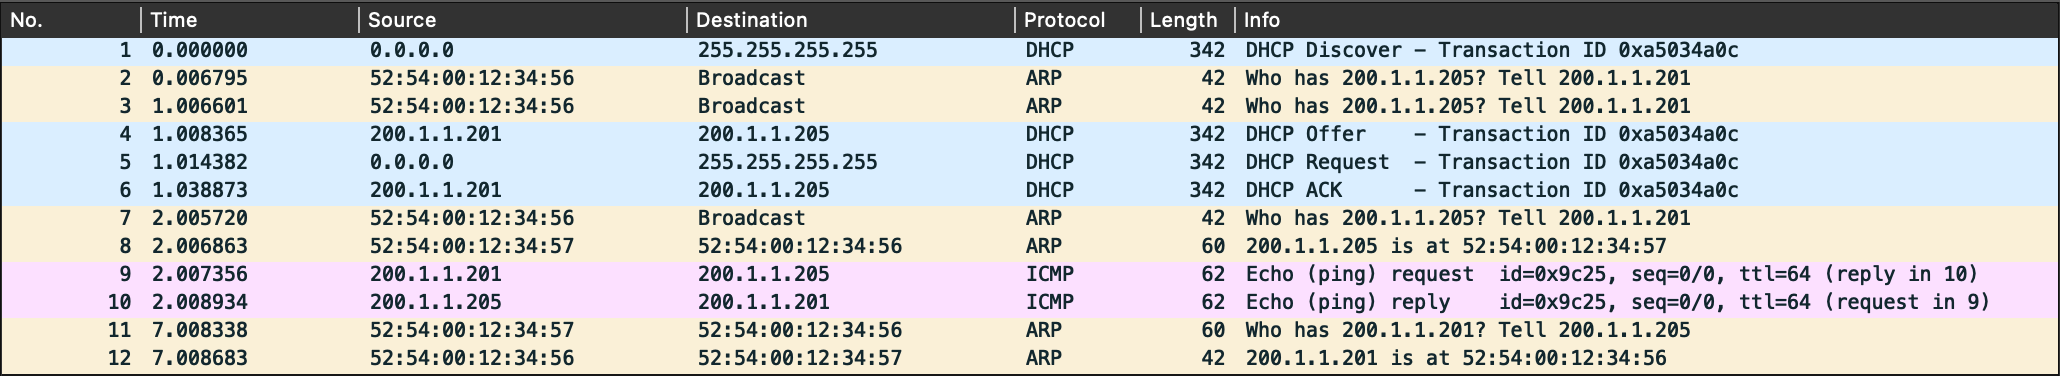 No. Time Source Destination Protocol Length Info
1 0.000000 0.0.0.0 255.255.255.255 DHCP 342 DHCP Discover – Transaction ID 0xa5034a0c
2 0.006795 52:54:00:12:34:56 Broadcast ARP 42 Who has 200.1.1.205? Tell 200.1.1.201
3 1.006601 52:54:00:12:34:56 Broadcast ARP 42 Who has 200.1.1.205? Tell 200.1.1.201
4 1.008365 200.1.1.201 200.1.1.205 DHCP 342 DHCP Offer – Transaction ID 0xa5034a0c
5 1.014382 0.0.0.0 255.255.255.255 DHCP 342 DHCP Request – Transaction ID 0xa5034a0c
6 1.038873 200.1.1.201 200.1.1.205 DHCP 342 DHCP ACK – Transaction ID 0xa5034a0c
7 2.005720 52:54:00:12:34:56 Broadcast ARP 42 Who has 200.1.1.205? Tell 200.1.1.201
8 2.006863 52:54:00:12:34:57 52:54:00:12:34:56 ARP 60 200.1.1.205 is at 52:54:00:12:34:57
9 2.007356 200.1.1.201 200.1.1.205 ICMP 62 Echo (ping) request id=0x9c25, seq=0/0, ttl=64 (reply in 10)
10 2.008934 200.1.1.205 200.1.1.201 ICMP 62 Echo (ping) reply id=0x9c25, seq=0/0, ttl=64 (request in 9)
11 7.008338 52:54:00:12:34:57 52:54:00:12:34:56 ARP 60 Who has 200.1.1.201? Tell 200.1.1.205
12 7.008683 52:54:00:12:34:56 52:54:00:12:34:57 ARP 42 200.1.1.201 is at 52:54:00:12:34:56